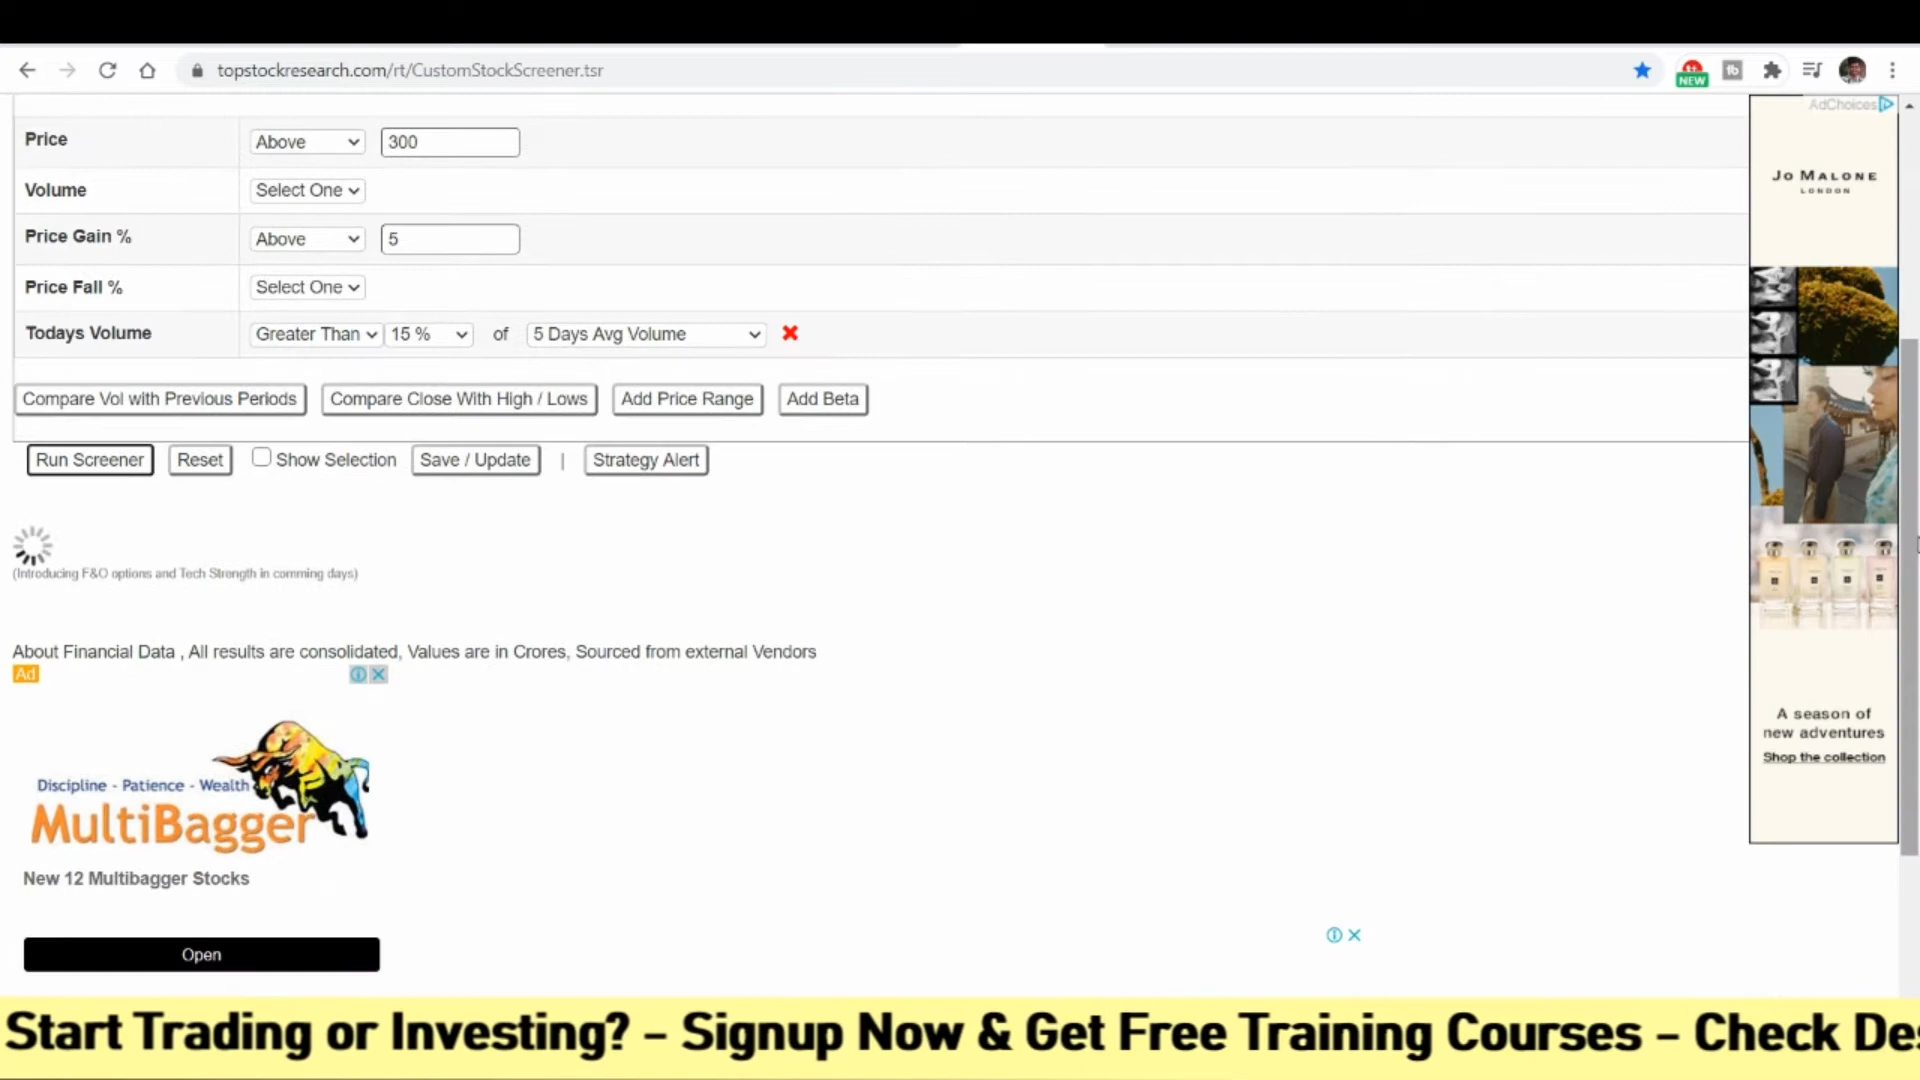 topstockresearch.com/rt/CustomStockScreener.tsr
NEW
AdChoices
Price Above 300
Volume Select One
Price Gain % Above 5
Price Fall % Select One
Todays Volume Greater Than 15 % of 5 Days Avg Volume
Compare Vol with Previous Periods Compare Close With High / Lows Add Price Range Add Beta
Run Screener Reset Show Selection Save / Update | Strategy Alert
(Introducing F&O options and Tech Strength in comming days)
About Financial Data , All results are consolidated, Values are in Crores, Sourced from external Vendors
Ad
Discipline - Patience - Wealth
MultiBagger
New 12 Multibagger Stocks
Open
JO MALONE
LONDON
A season of
new adventures
Shop the collection
Start Trading or Investing? - Signup Now & Get Free Training Courses - Check Des